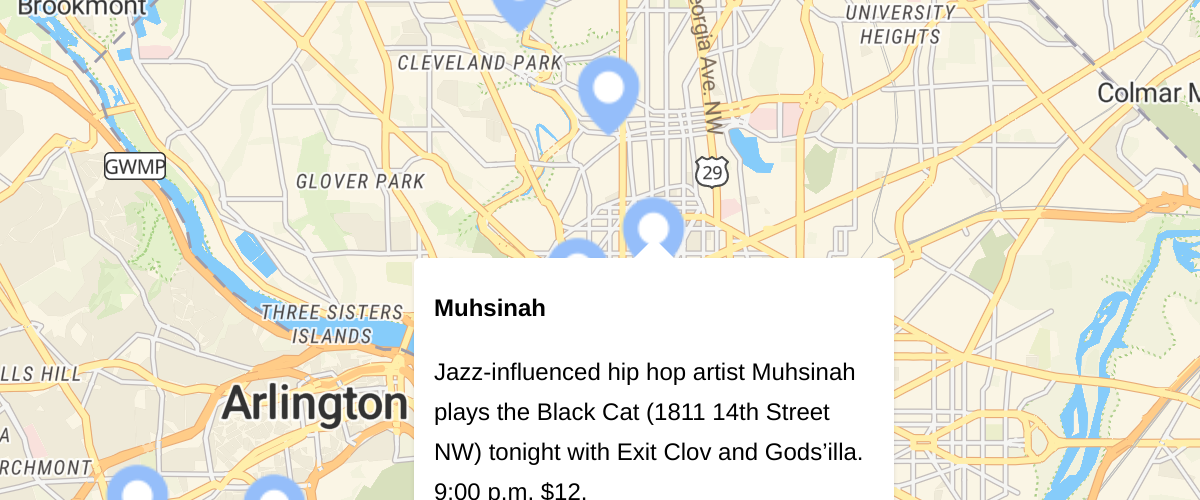 Brookmont
UNIVERSITY
HEIGHTS
Georgia Ave. NW
CLEVELAND PARK
Colmar M
GWMP
29
GLOVER PARK
THREE SISTERS
ISLANDS
Muhsinah
LLS HILL
Jazz-influenced hip hop artist Muhsinah
Arlington
plays the Black Cat (1811 14th Street
NW) tonight with Exit Clov and Gods’illa.
RCHMONT
9:00 p.m. $12.